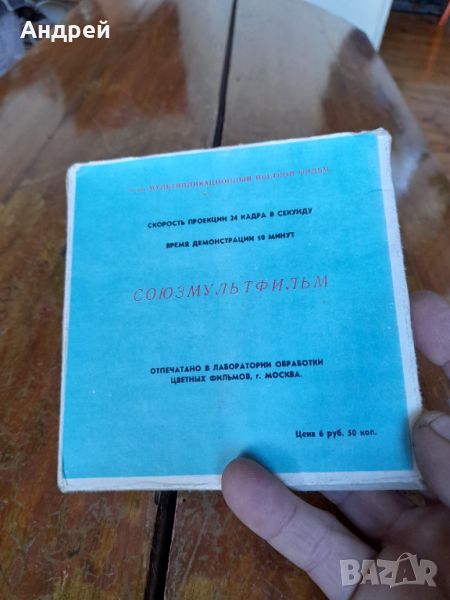 Андрей
МУЛЬТИПЛИКАЦИОННЫЙ ЦВЕТНОЙ ФИЛЬМ
СКОРОСТЬ ПРОЕКЦИИ 24 КАДРА В СЕКУНДУ
ВРЕМЯ ДЕМОНСТРАЦИИ 10 МИНУТ
СОЮЗМУЛЬТФИЛЬМ
ОТПЕЧАТАНО В ЛАБОРАТОРИИ ОБРАБОТКИ
ЦВЕТНЫХ ФИЛЬМОВ, г. МОСКВА.
Цена 6 руб. 50 коп.
BAZAR